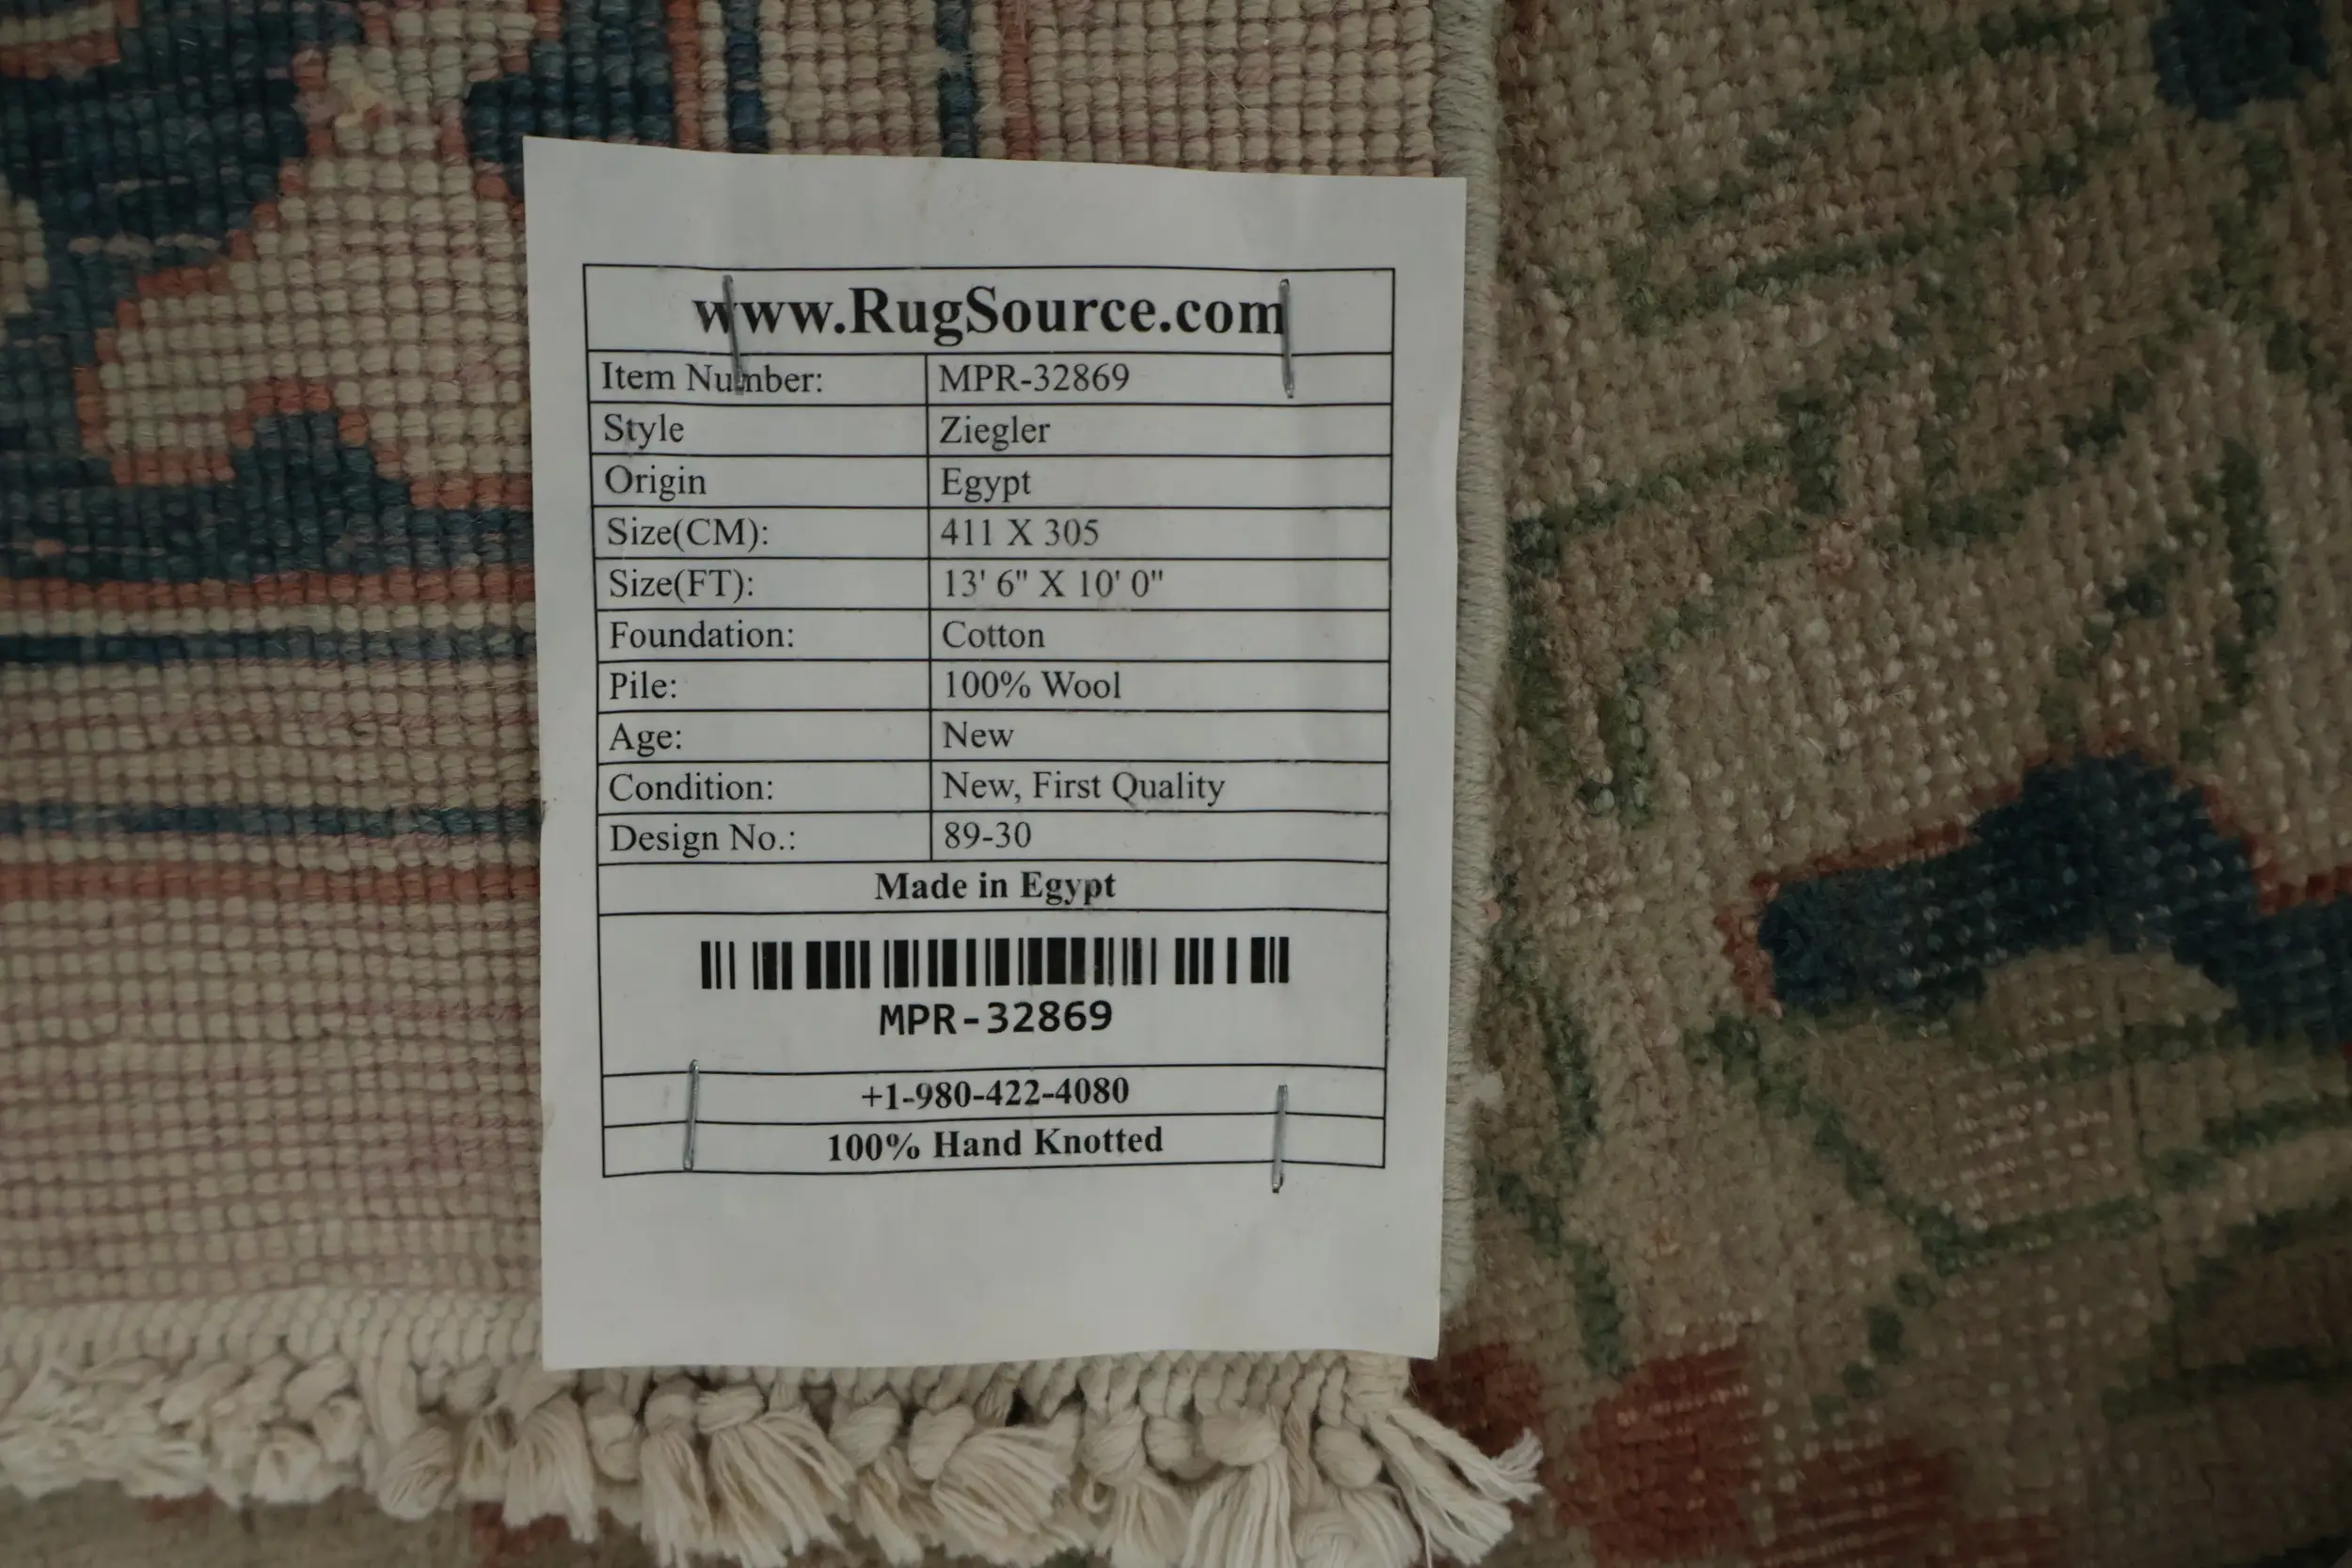 www.RugSource.com
Item Number: MPR-32869
Style Ziegler
Origin Egypt
Size(CM): 411 X 305
Size(FT): 13' 6" X 10' 0"
Foundation: Cotton
Pile: 100% Wool
Age: New
Condition: New, First Quality
Design No.: 89-30
Made in Egypt
MPR-32869
+1-980-422-4080
100% Hand Knotted